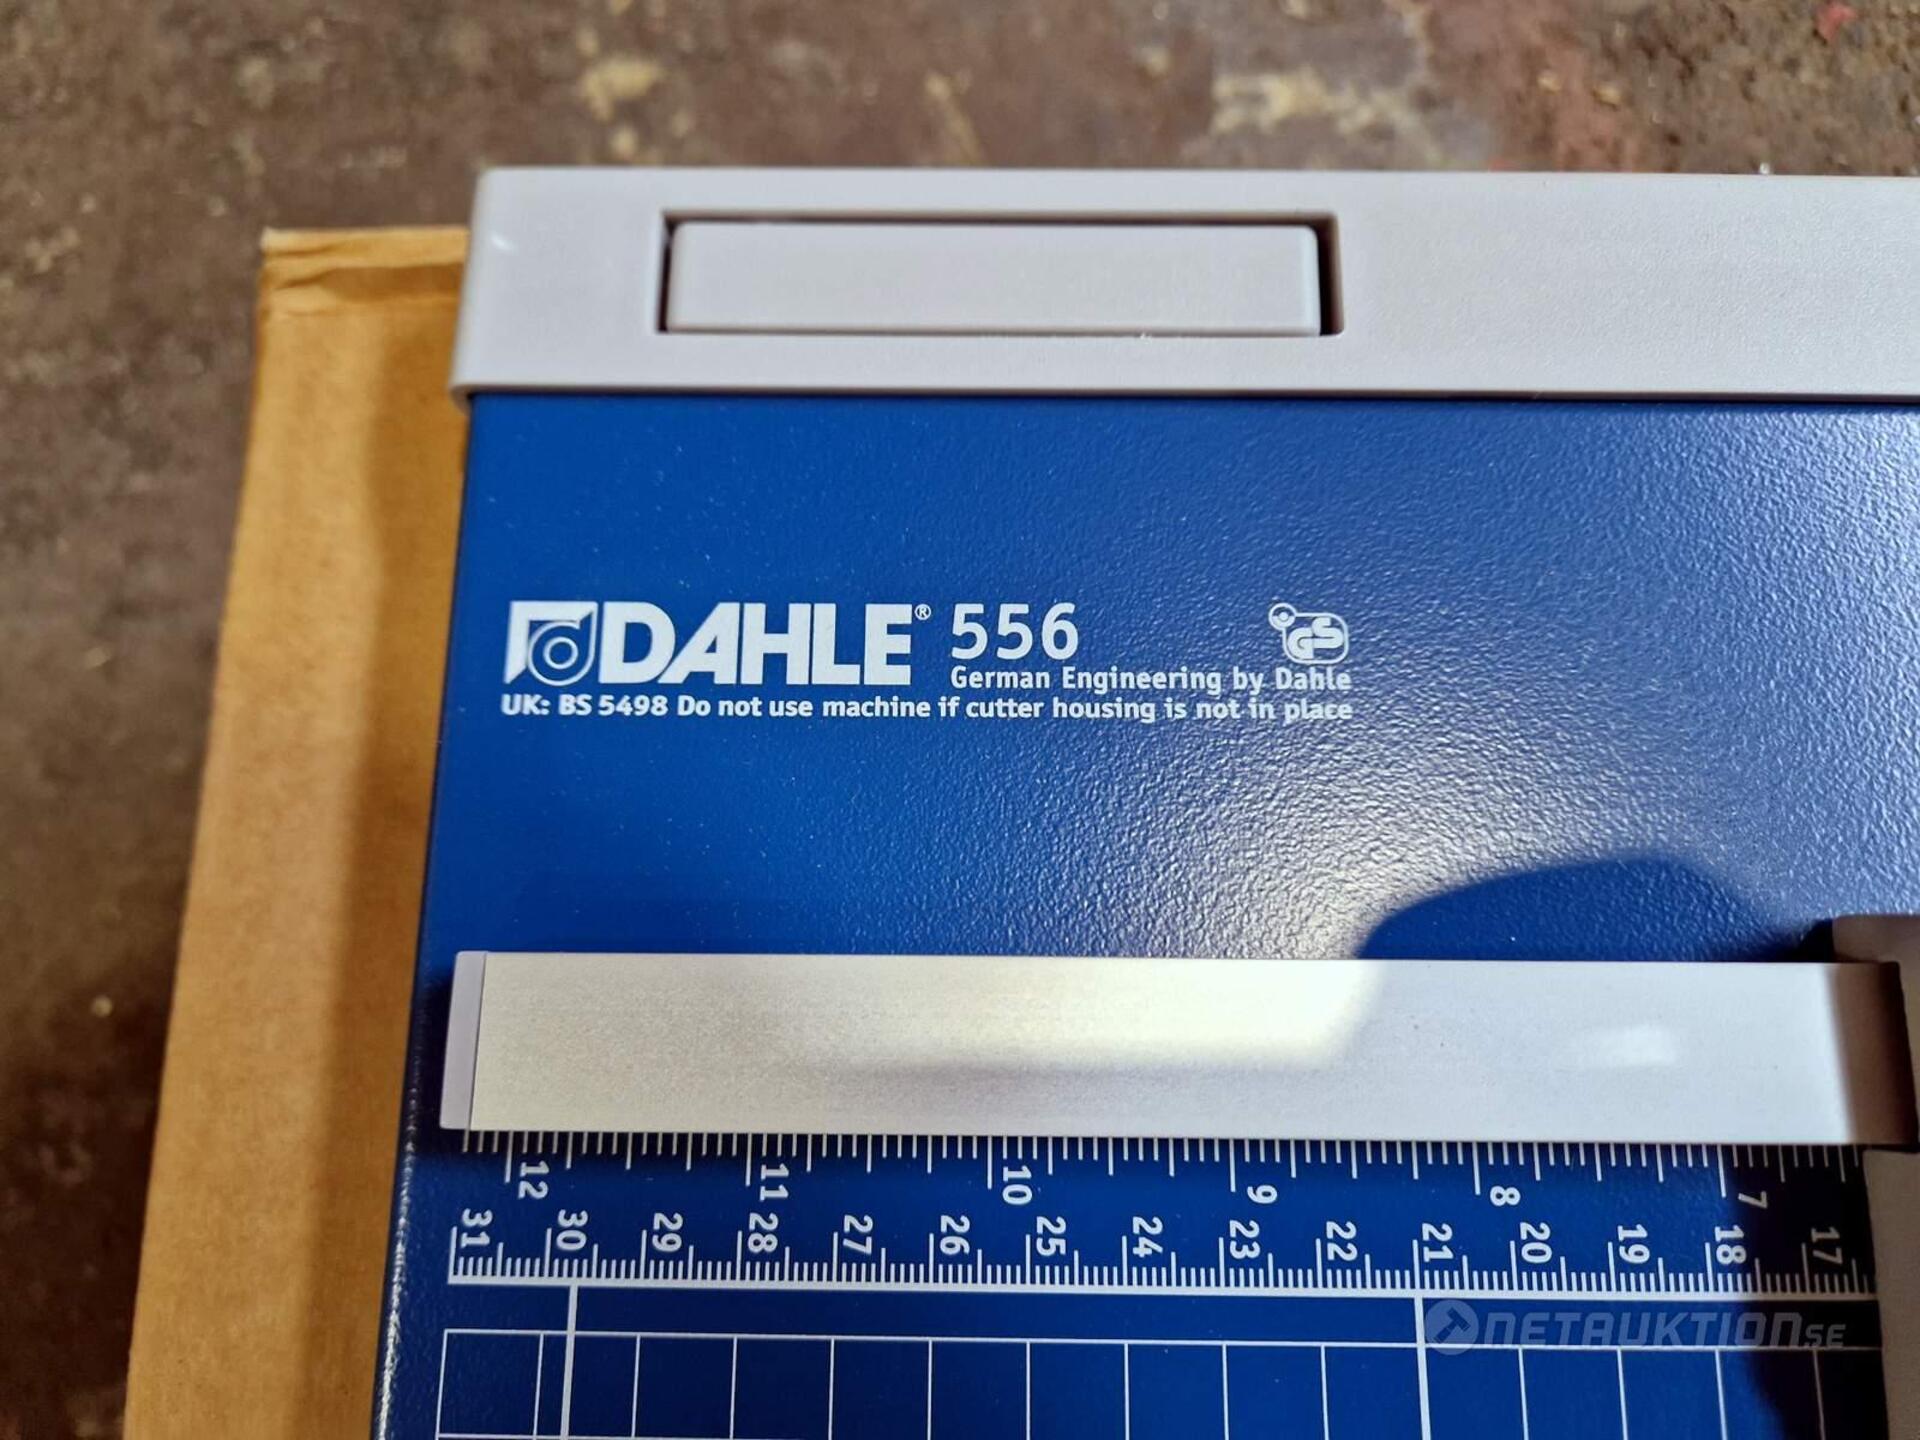 DAHLE® 556 GS
German Engineering by Dahle
UK: BS 5498 Do not use machine if cutter housing is not in place
12 11 10 9 8 7
31 30 29 28 27 26 25 24 23 22 21 20 19 18 17
NETAUKTION.SE